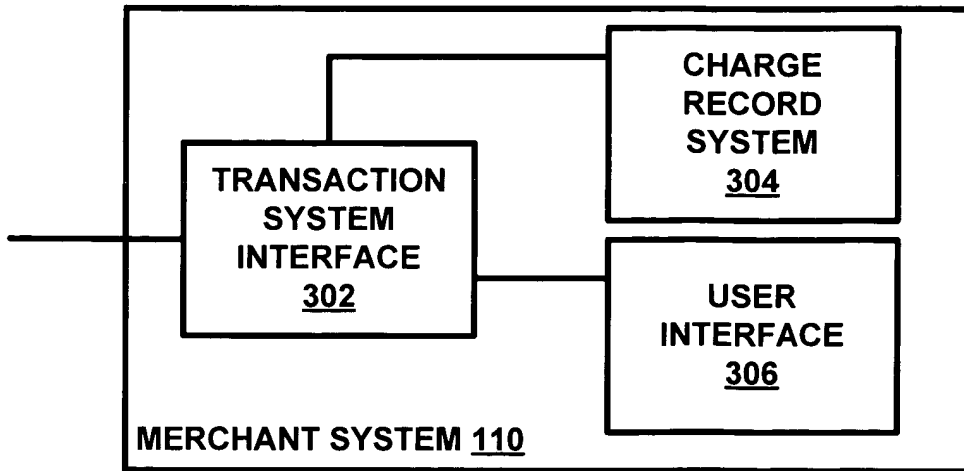 CHARGE
RECORD
SYSTEM
304
TRANSACTION
SYSTEM
INTERFACE
302
USER
INTERFACE
306
MERCHANT SYSTEM 110